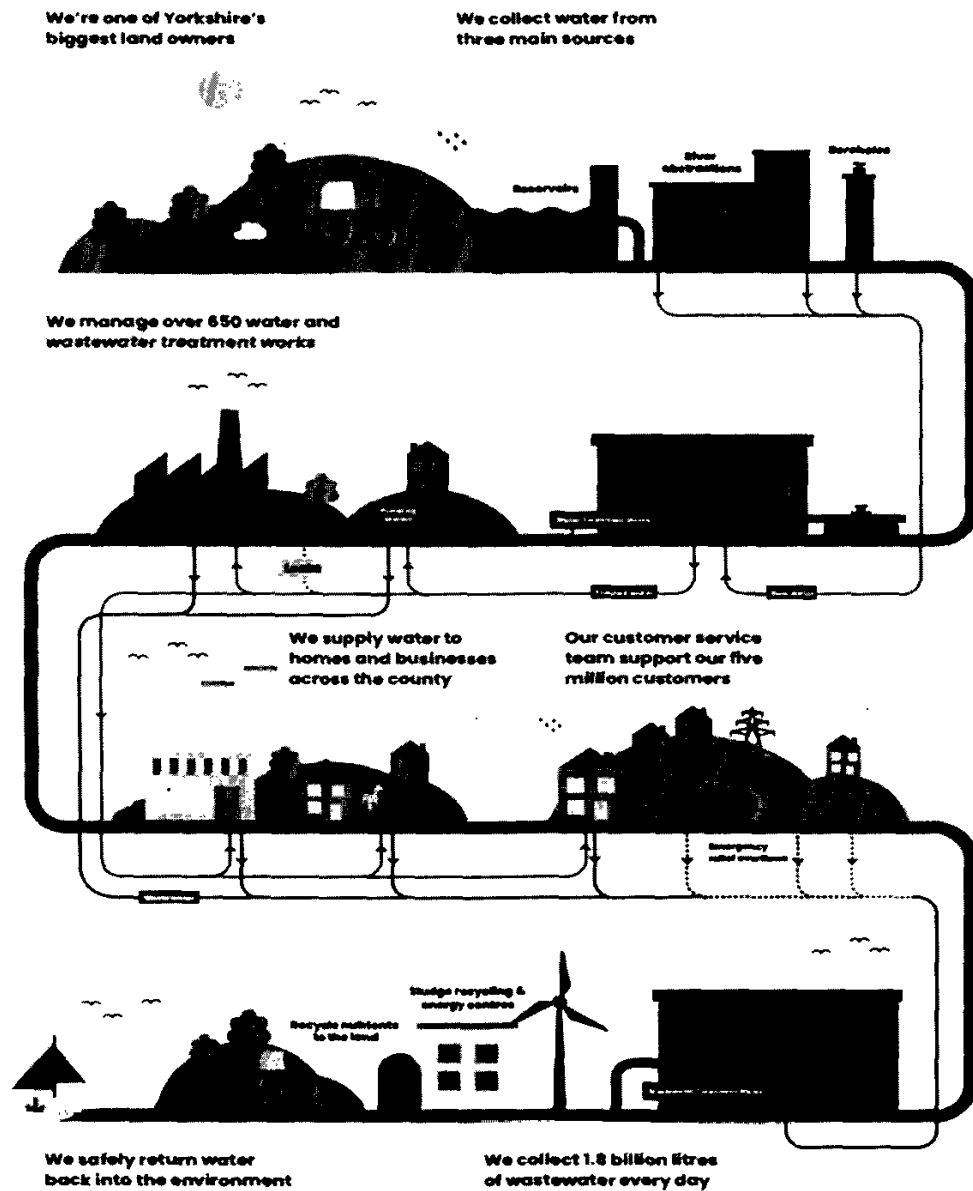 We're one of Yorkshire's
biggest land owners
We collect water from
three main sources
Reservoirs
River
abstractions
Boreholes
We manage over 650 water and
wastewater treatment works
Leaks
We supply water to
homes and businesses
across the county
Our customer service
team support our five
million customers
Emergency
relief overflows
Sludge recycling &
energy centres
Recycle nutrients
to the land
We safely return water
back into the environment
We collect 1.8 billion litres
of wastewater every day